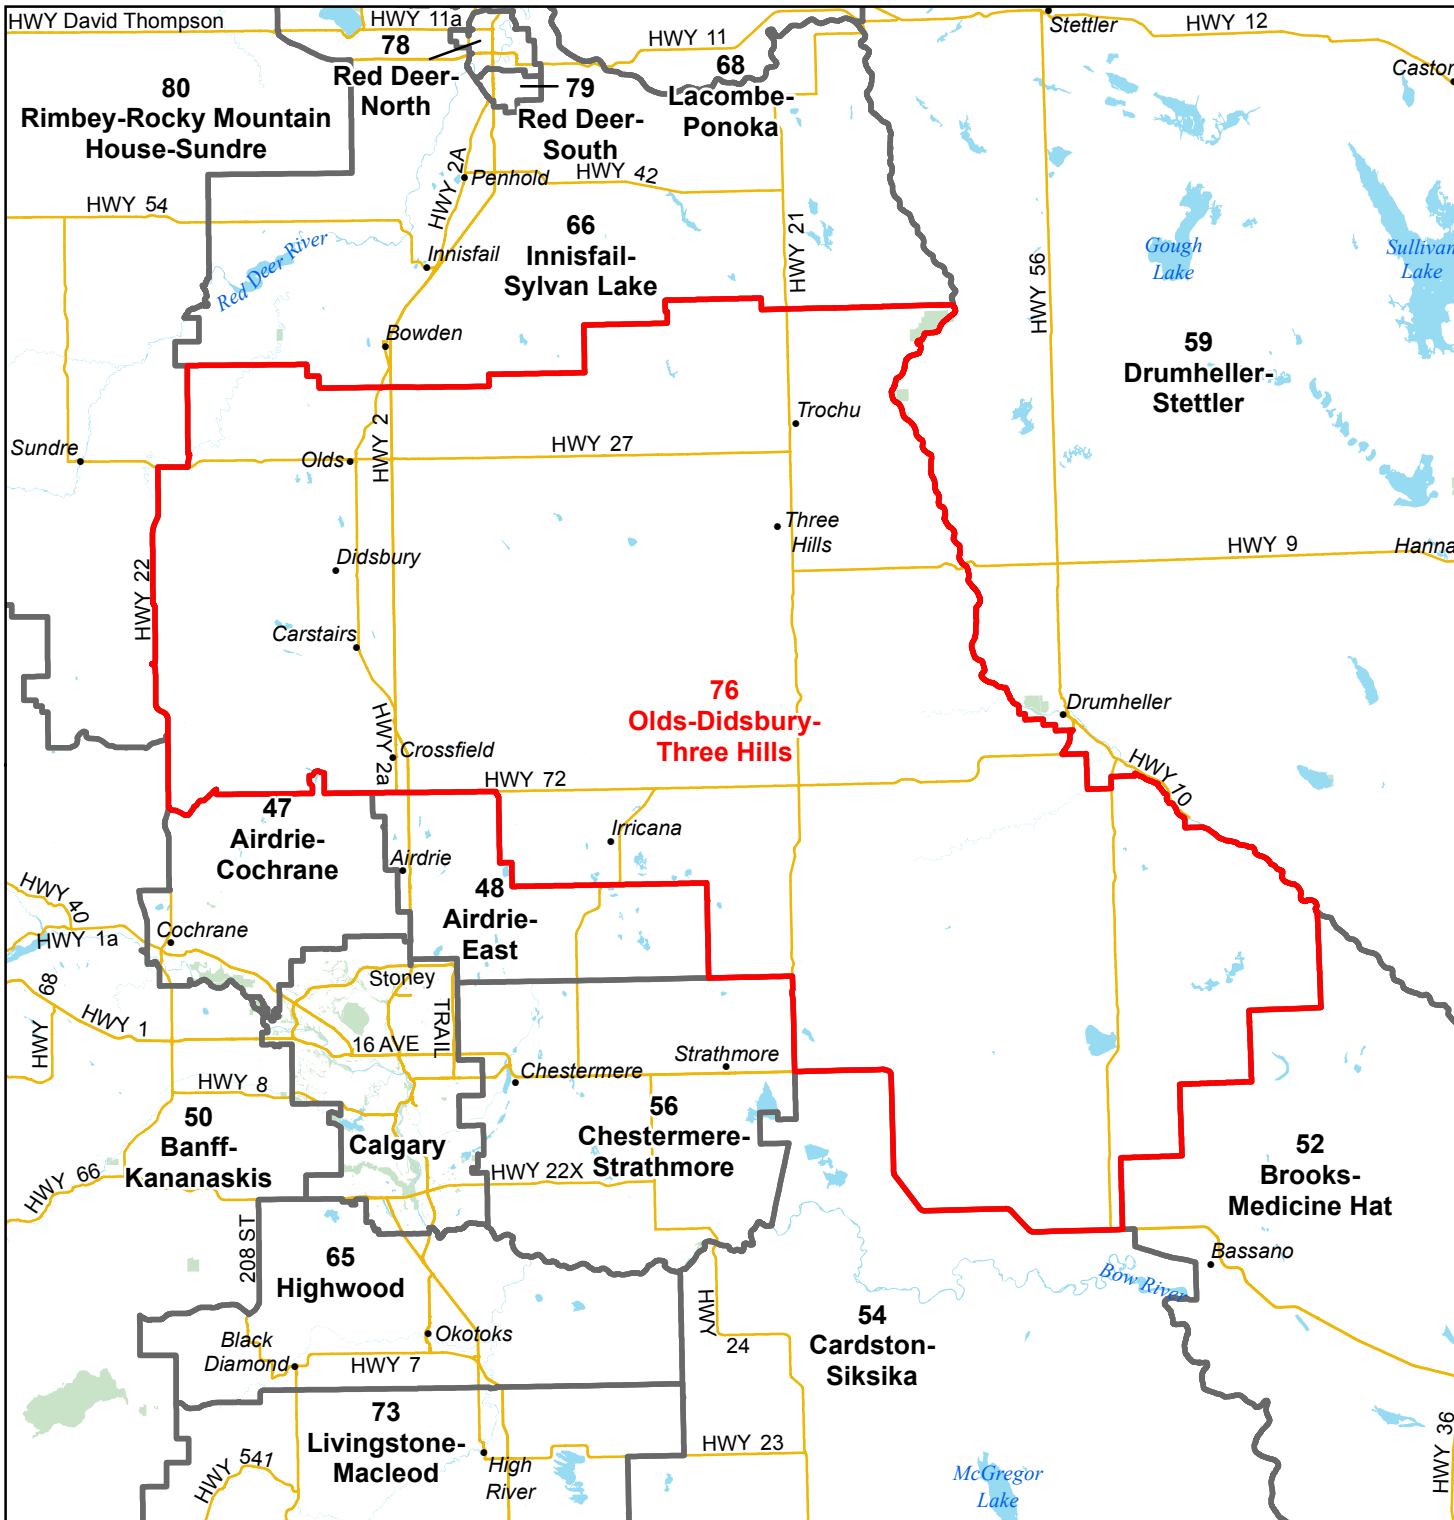 HWY David Thompson
HWY 11a
HWY 11
Stettler
HWY 12
Castor
78
Red Deer-
North
79
Red Deer-
South
68
Lacombe-
Ponoka
80
Rimbey-Rocky Mountain
House-Sundre
HWY 2A
Penhold
HWY 42
HWY 54
Red Deer River
Innisfail
66
Innisfail-
Sylvan Lake
HWY 21
HWY 56
Gough
Lake
Sullivan
Lake
Bowden
59
Drumheller-
Stettler
Trochu
Sundre
Olds
HWY 2
HWY 27
Three
Hills
HWY 9
Hanna
Didsbury
HWY 22
Carstairs
76
Olds-Didsbury-
Three Hills
Drumheller
HWY 2a
Crossfield
HWY 72
HWY 10
47
Airdrie-
Cochrane
Irricana
Airdrie
48
Airdrie-
East
HWY 40
HWY 1a
Cochrane
Stoney
TRAIL
HWY 68
HWY 1
16 AVE
Strathmore
Chestermere
HWY 8
50
Banff-
Kananaskis
Calgary
56
Chestermere-
Strathmore
HWY 22X
HWY 66
52
Brooks-
Medicine Hat
208 ST
65
Highwood
Bassano
Bow River
HWY
24
54
Cardston-
Siksika
Okotoks
Black
Diamond
HWY 7
73
Livingstone-
Macleod
HWY 541
High
River
HWY 23
McGregor
Lake
HWY 36